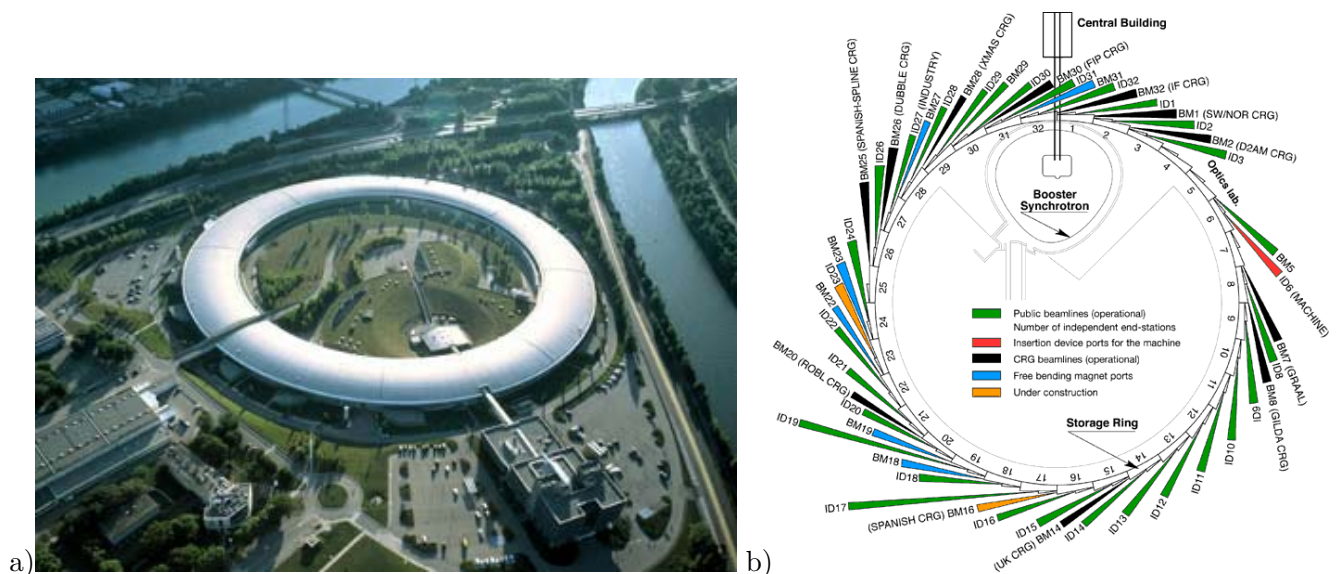 a)
b)
Central Building
BM30 (FIP CRG)
ID31
BM31
ID32
BM32 (IF CRG)
ID1
BM1 (SW/NOR CRG)
ID2
BM2 (D2AM CRG)
ID3
Optics lab.
BM5
ID6 (MACHINE)
BM7 (GRAAL)
ID8
BM8 (GILDA CRG)
ID9
ID10
ID11
ID12
ID13
ID14
(UK CRG) BM14
ID15
ID16
(SPANISH CRG) BM16
ID17
ID18
BM18
BM19
ID19
ID20
BM20 (ROBL CRG)
ID21
ID22
BM22
ID23
BM23
ID24
BM25 (SPANISH-SPLINE CRG)
ID26
BM26 (DUBBLE CRG)
ID27 (INDUSTRY)
BM27
ID28
BM28 (XMAS CRG)
ID29
BM29
ID30
1
2
3
4
5
6
7
8
9
10
11
12
13
14
15
16
17
18
19
20
21
22
23
24
25
26
27
28
29
30
31
32
Booster
Synchrotron
Public beamlines (operational)
Number of independent end-stations
Insertion device ports for the machine
CRG beamlines (operational)
Free bending magnet ports
Under construction
Storage Ring